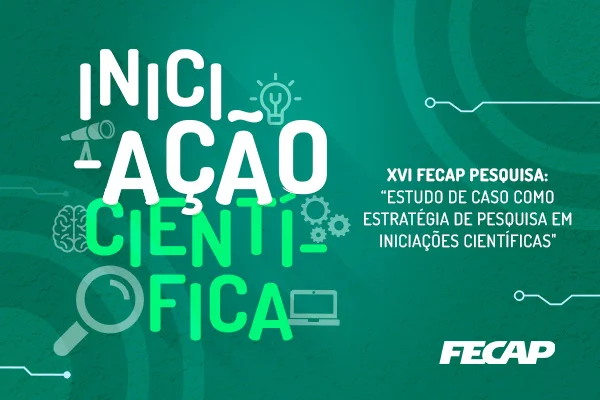 INICI
-AÇÃO
CIENTÍ-
FICA
XVI FECAP PESQUISA:
“ESTUDO DE CASO COMO
ESTRATÉGIA DE PESQUISA EM
INICIAÇÕES CIENTÍFICAS”
FECAP